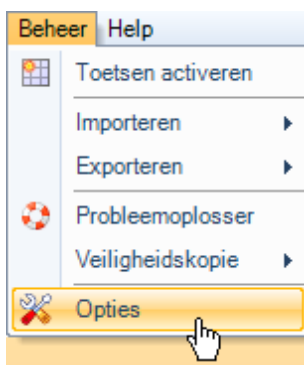 Beheer Help
Toetsen activeren
Importeren
Exporteren
Probleemoplosser
Veiligheidskopie
Opties